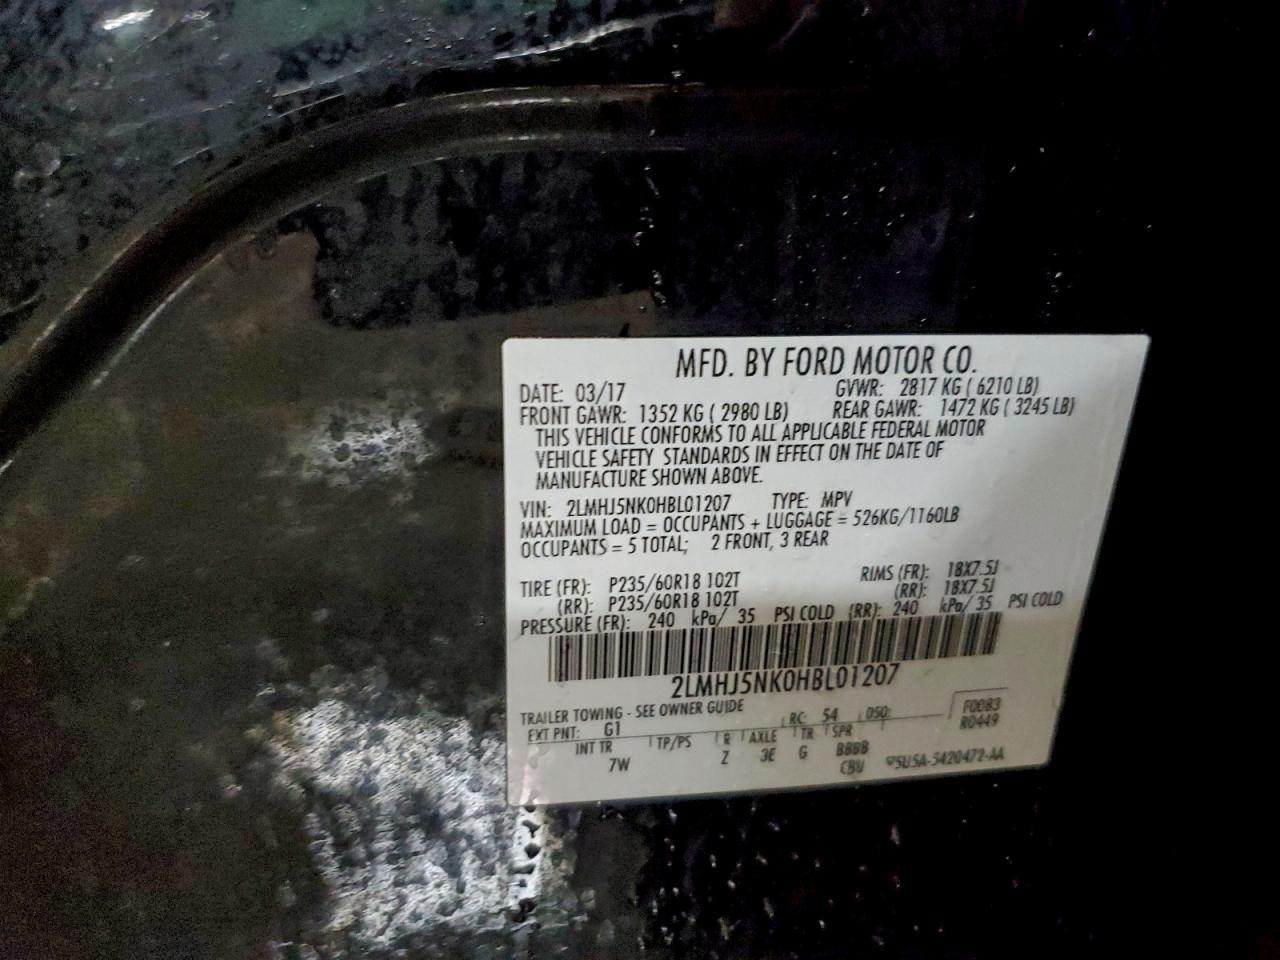 MFD. BY FORD MOTOR CO.
DATE: 03/17 GVWR: 2817 KG ( 6210 LB)
FRONT GAWR: 1352 KG ( 2980 LB) REAR GAWR: 1472 KG ( 3245 LB)
THIS VEHICLE CONFORMS TO ALL APPLICABLE FEDERAL MOTOR
VEHICLE SAFETY STANDARDS IN EFFECT ON THE DATE OF
MANUFACTURE SHOWN ABOVE.
VIN: 2LMHJ5NK0HBL01207 TYPE: MPV
MAXIMUM LOAD = OCCUPANTS + LUGGAGE = 526KG/1160LB
OCCUPANTS = 5 TOTAL; 2 FRONT, 3 REAR
TIRE (FR): P235/60R18 102T RIMS (FR): 18X7.5J
(RR): P235/60R18 102T (RR): 18X7.5J
PRESSURE (FR): 240 kPa/ 35 PSI COLD (RR): 240 kPa/ 35 PSI COLD
2LMHJ5NK0HBL01207
TRAILER TOWING - SEE OWNER GUIDE
EXT PNT: G1 RC: 54 DSO: F0083
R0449
INT TR TP/PS R AXLE TR SPR
7W Z 3E G BBBB
CBU 5U5A-5420472-AA